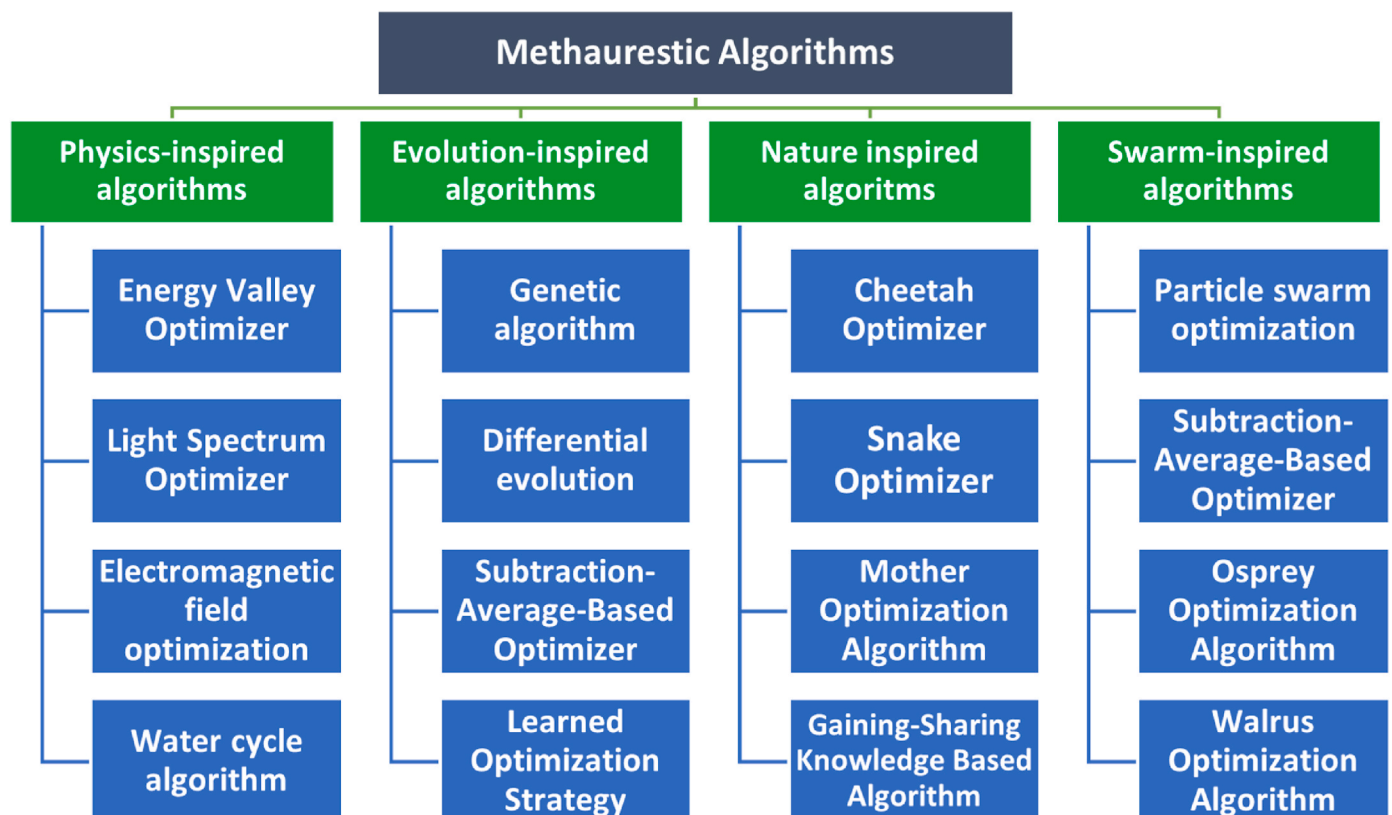 Methaurestic Algorithms
Physics-inspired
algorithms
Energy Valley
Optimizer
Light Spectrum
Optimizer
Electromagnetic
field
optimization
Water cycle
algorithm
Evolution-inspired
algorithms
Genetic
algorithm
Differential
evolution
Subtraction-
Average-Based
Optimizer
Learned
Optimization
Strategy
Nature inspired
algoritms
Cheetah
Optimizer
Snake
Optimizer
Mother
Optimization
Algorithm
Gaining-Sharing
Knowledge Based
Algorithm
Swarm-inspired
algorithms
Particle swarm
optimization
Subtraction-
Average-Based
Optimizer
Osprey
Optimization
Algorithm
Walrus
Optimization
Algorithm